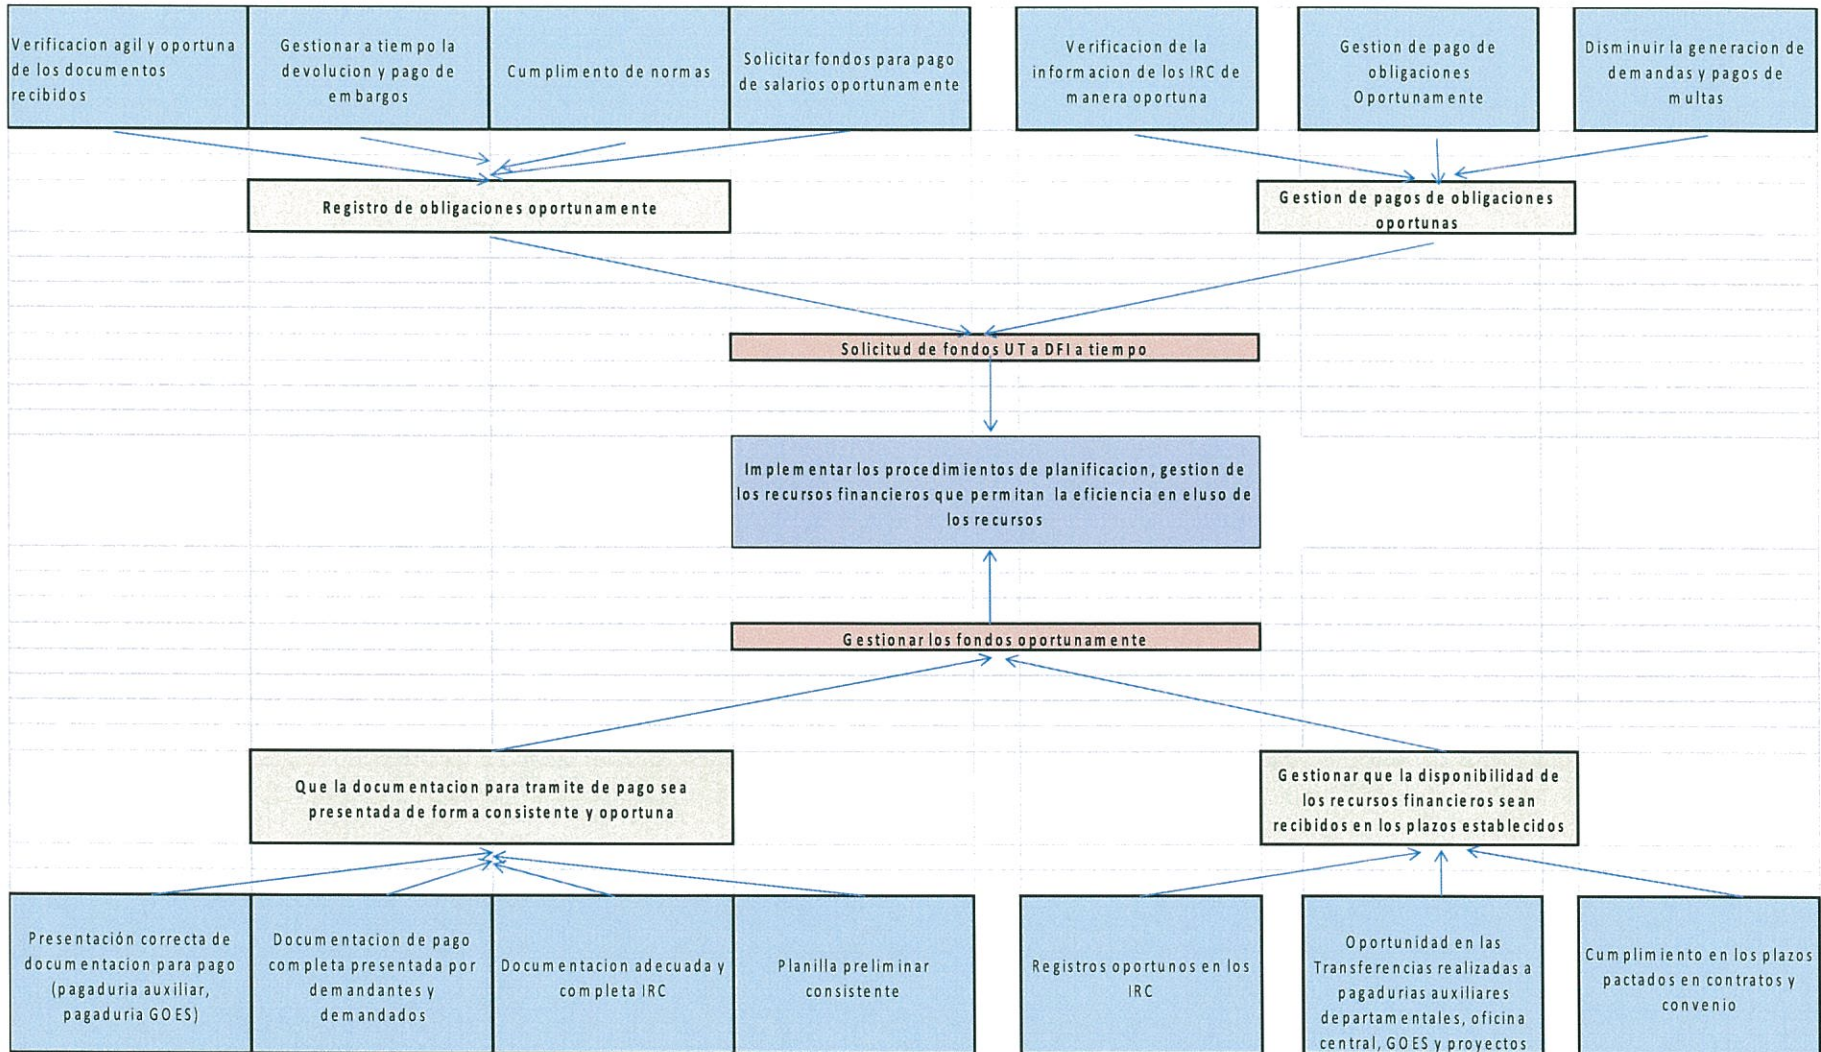 Verificacion agil y oportuna
de los documentos
recibidos
Gestionar a tiempo la
devolucion y pago de
embargos
Cumplimento de normas
Solicitar fondos para pago
de salarios oportunamente
Verificacion de la
informacion de los IRC de
manera oportuna
Gestion de pago de
obligaciones
Oportunamente
Disminuir la generacion de
demandas y pagos de
multas
Registro de obligaciones oportunamente
Gestion de pagos de obligaciones
oportunas
Solicitud de fondos UT a DFI a tiempo
Implementar los procedimientos de planificacion, gestion de
los recursos financieros que permitan la eficiencia en eluso de
los recursos
Gestionar los fondos oportunamente
Que la documentacion para tramite de pago sea
presentada de forma consistente y oportuna
Gestionar que la disponibilidad de
los recursos financieros sean
recibidos en los plazos establecidos
Presentación correcta de
documentacion para pago
(pagaduria auxiliar,
pagaduria GOES)
Documentacion de pago
completa presentada por
demandantes y
demandados
Documentacion adecuada y
completa IRC
Planilla preliminar
consistente
Registros oportunos en los
IRC
Oportunidad en las
Transferencias realizadas a
pagadurias auxiliares
departamentales, oficina
central, GOES y proyectos
Cumplimiento en los plazos
pactados en contratos y
convenio